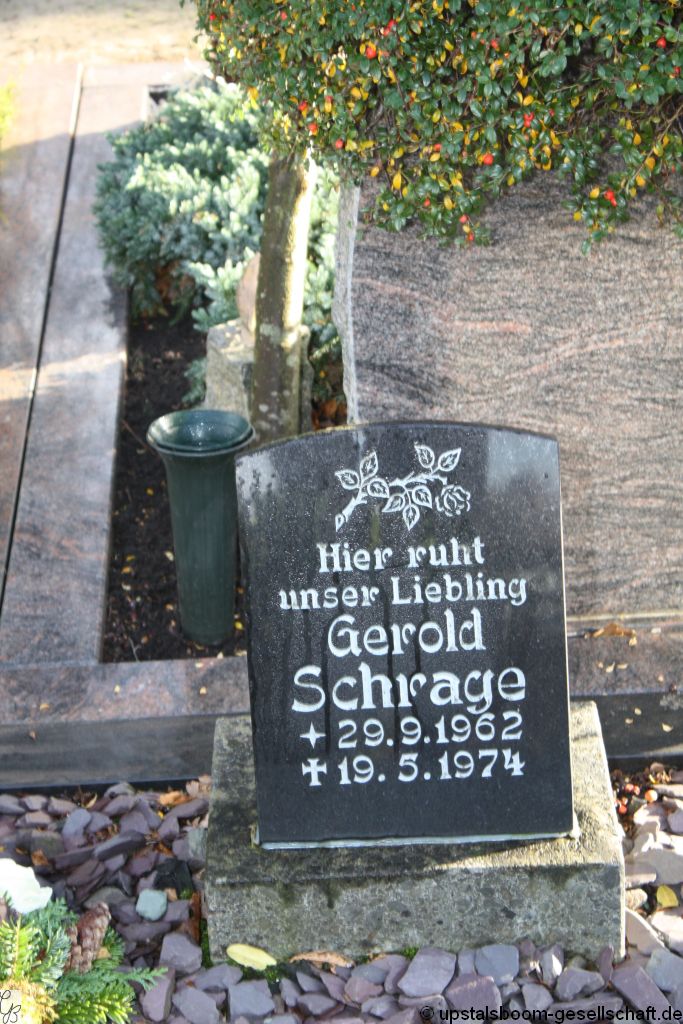 Hier ruht
unser Liebling
Gerold
Schrage
✦ 29.9.1962
✠ 19.5.1974
© upstalsboom-gesellschaft.de